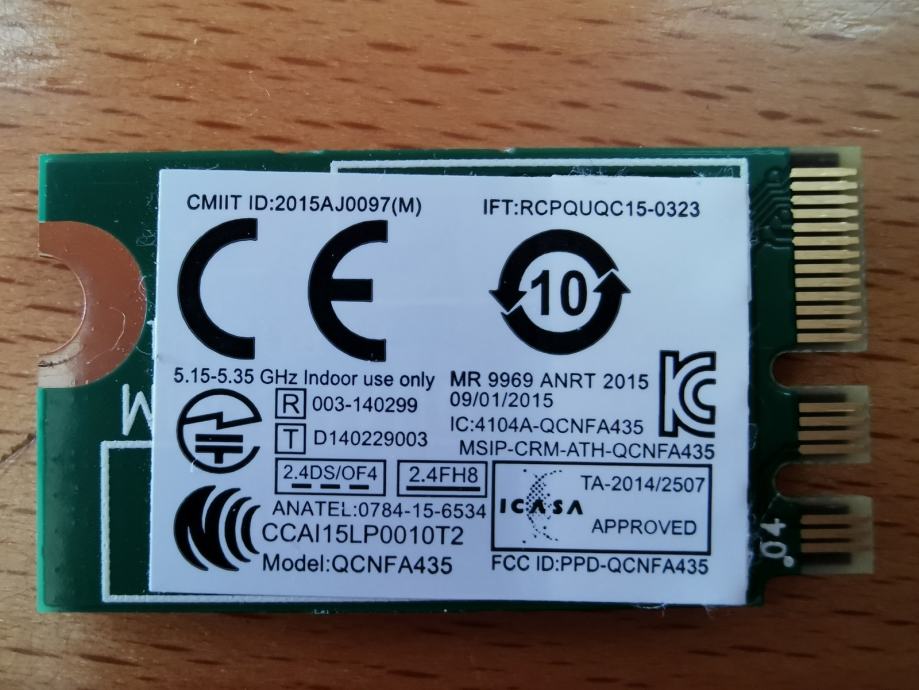 CMIIT ID:2015AJ0097(M)
IFT:RCPQUQC15-0323
CE
10
5.15-5.35 GHz Indoor use only
MR 9969 ANRT 2015
09/01/2015
R 003-140299
IC:4104A-QCNFA435
T D140229003
MSIP-CRM-ATH-QCNFA435
2.4DS/OF4
2.4FH8
TA-2014/2507
ICASA
APPROVED
ANATEL:0784-15-6534
CCAI15LP0010T2
Model:QCNFA435
FCC ID:PPD-QCNFA435
.04
M